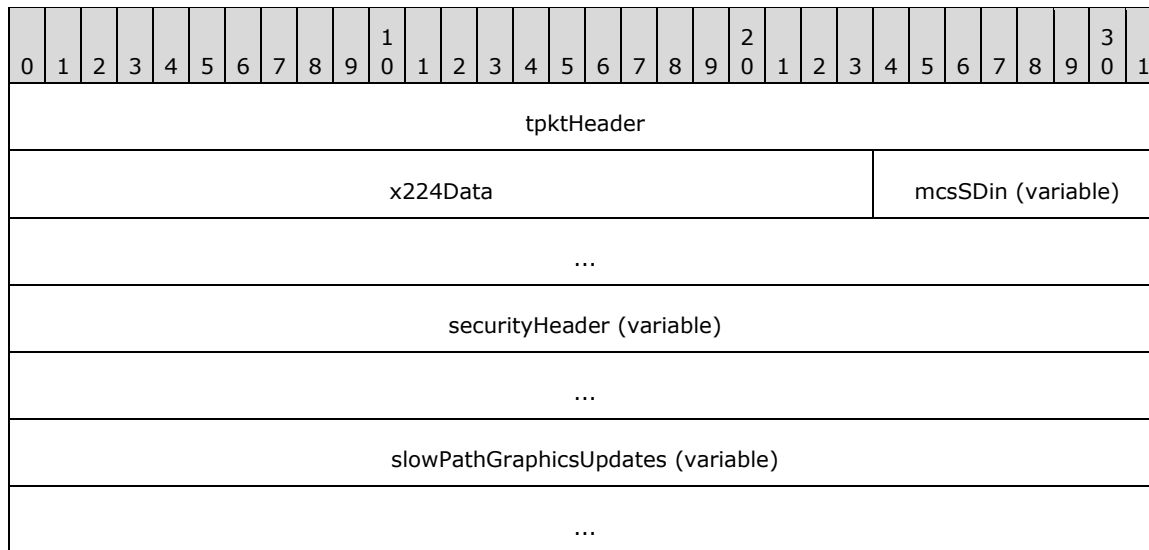 1 2 3
0 1 2 3 4 5 6 7 8 9 0 1 2 3 4 5 6 7 8 9 0 1 2 3 4 5 6 7 8 9 0 1
tpktHeader
x224Data mcsSDin (variable)
...
securityHeader (variable)
...
slowPathGraphicsUpdates (variable)
...